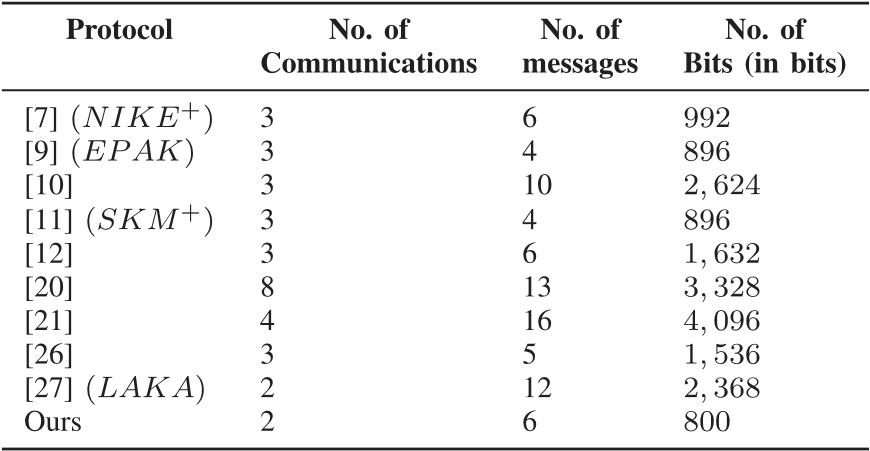 Protocol No. of No. of No. of
Communications messages Bits (in bits)
[7] (NIKE+) 3 6 992
[9] (EPAK) 3 4 896
[10] 3 10 2,624
[11] (SKM+) 3 4 896
[12] 3 6 1,632
[20] 8 13 3,328
[21] 4 16 4,096
[26] 3 5 1,536
[27] (LAKA) 2 12 2,368
Ours 2 6 800